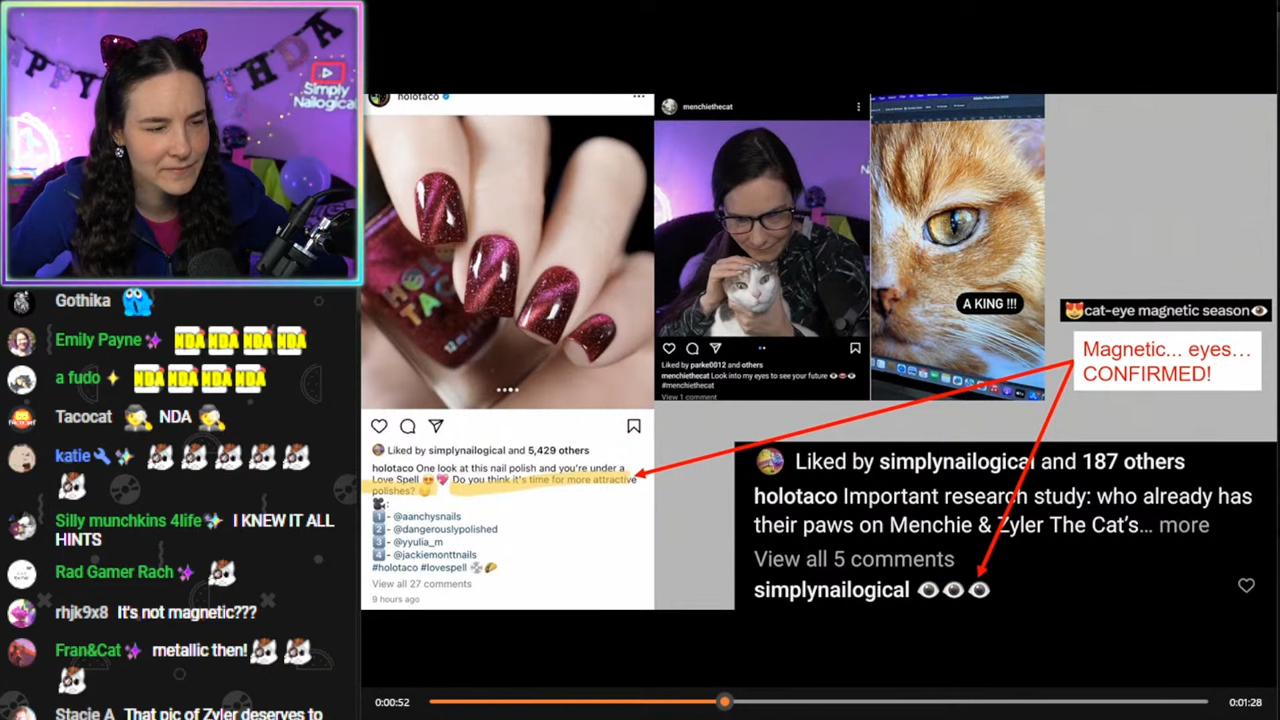 Simply
Nailogical
Gothika
Emily Payne NDA NDA NDA NDA
a fudo NDA NDA NDA NDA
Tacocat NDA
katie
Silly munchkins 4life I KNEW IT ALL
HINTS
Rad Gamer Rach
rhjk9x8 It's not magnetic???
Fran&Cat metallic then!
Stacie A That pic of Zyler deserves to
holotaco
Liked by simplynailogical and 5,429 others
holotaco One look at this nail polish and you're under a
Love Spell 😍💖 Do you think it's time for more attractive
polishes? 😏
🎥:
1 - @aanchysnails
2 - @dangerouslypolished
3 - @yyulia_m
4 - @jackiemonttnails
#holotaco #lovespell 💿🌮
View all 27 comments
9 hours ago
menchiethecat
Liked by parke0012 and others
menchiethecat Look into my eyes to see your future 👁️👄👁️
#menchiethecat
View 1 comment
A KING !!!
😻cat-eye magnetic season👁️
Magnetic... eyes...
CONFIRMED!
Liked by simplynailogical and 187 others
holotaco Important research study: who already has
their paws on Menchie & Zyler The Cat's... more
View all 5 comments
simplynailogical 👁️👁️👁️
0:00:52
0:01:28